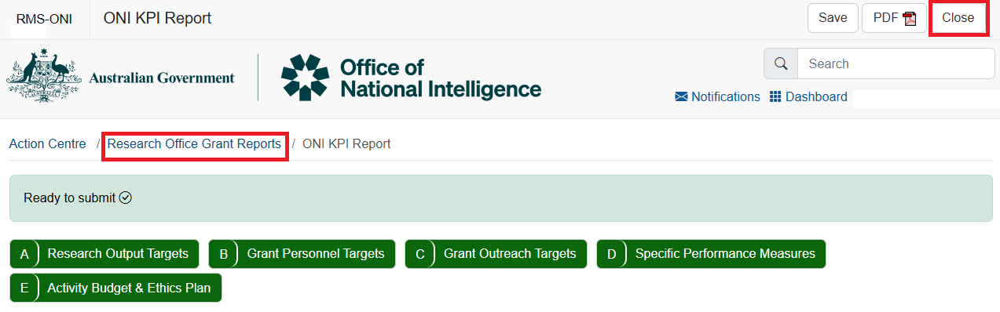 RMS-ONI ONI KPI Report Save PDF Close
Australian Government
Office of
National Intelligence
Search
Notifications Dashboard
Action Centre / Research Office Grant Reports / ONI KPI Report
Ready to submit
A Research Output Targets B Grant Personnel Targets C Grant Outreach Targets D Specific Performance Measures
E Activity Budget & Ethics Plan